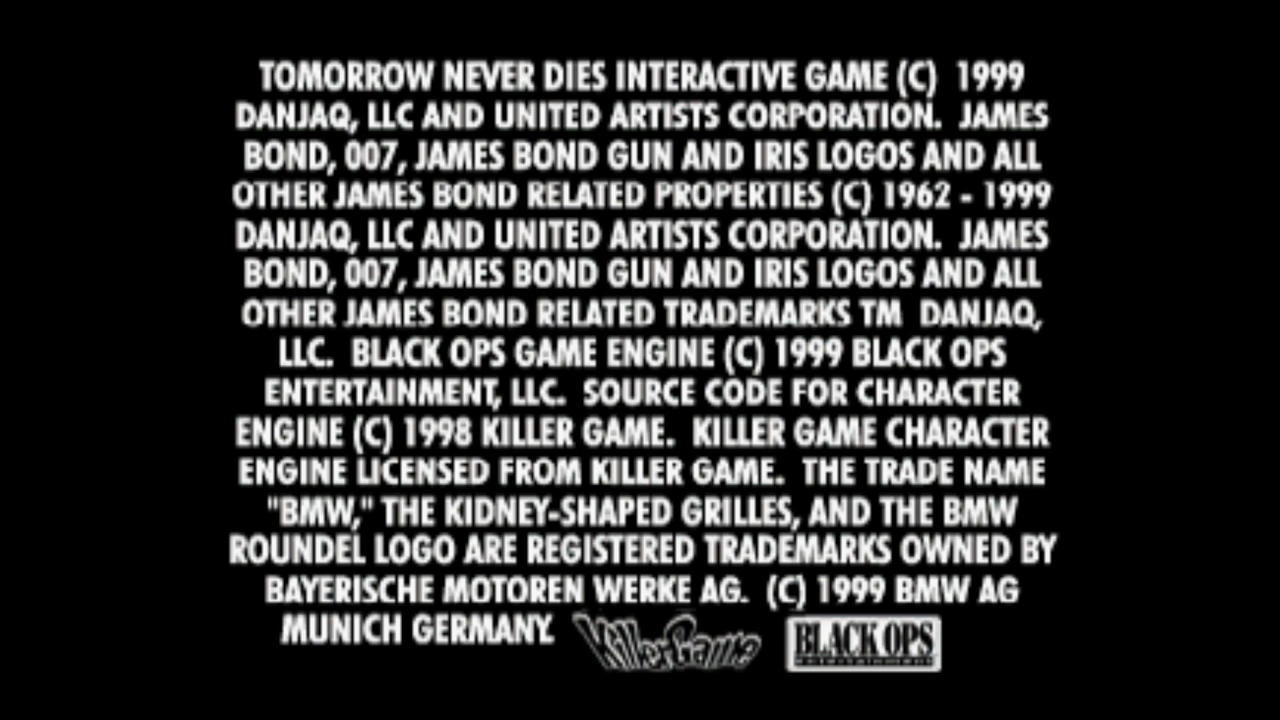 TOMORROW NEVER DIES INTERACTIVE GAME (C)  1999
DANJAQ, LLC AND UNITED ARTISTS CORPORATION.  JAMES
BOND, 007, JAMES BOND GUN AND IRIS LOGOS AND ALL
OTHER JAMES BOND RELATED PROPERTIES (C) 1962 - 1999
DANJAQ, LLC AND UNITED ARTISTS CORPORATION.  JAMES
BOND, 007, JAMES BOND GUN AND IRIS LOGOS AND ALL
OTHER JAMES BOND RELATED TRADEMARKS TM  DANJAQ,
LLC.  BLACK OPS GAME ENGINE (C) 1999 BLACK OPS
ENTERTAINMENT, LLC.  SOURCE CODE FOR CHARACTER
ENGINE (C) 1998 KILLER GAME.  KILLER GAME CHARACTER
ENGINE LICENSED FROM KILLER GAME.  THE TRADE NAME
"BMW," THE KIDNEY-SHAPED GRILLES, AND THE BMW
ROUNDEL LOGO ARE REGISTERED TRADEMARKS OWNED BY
BAYERISCHE MOTOREN WERKE AG.  (C) 1999 BMW AG
MUNICH GERMANY. Killer Game BLACK OPS
ENTERTAINMENT